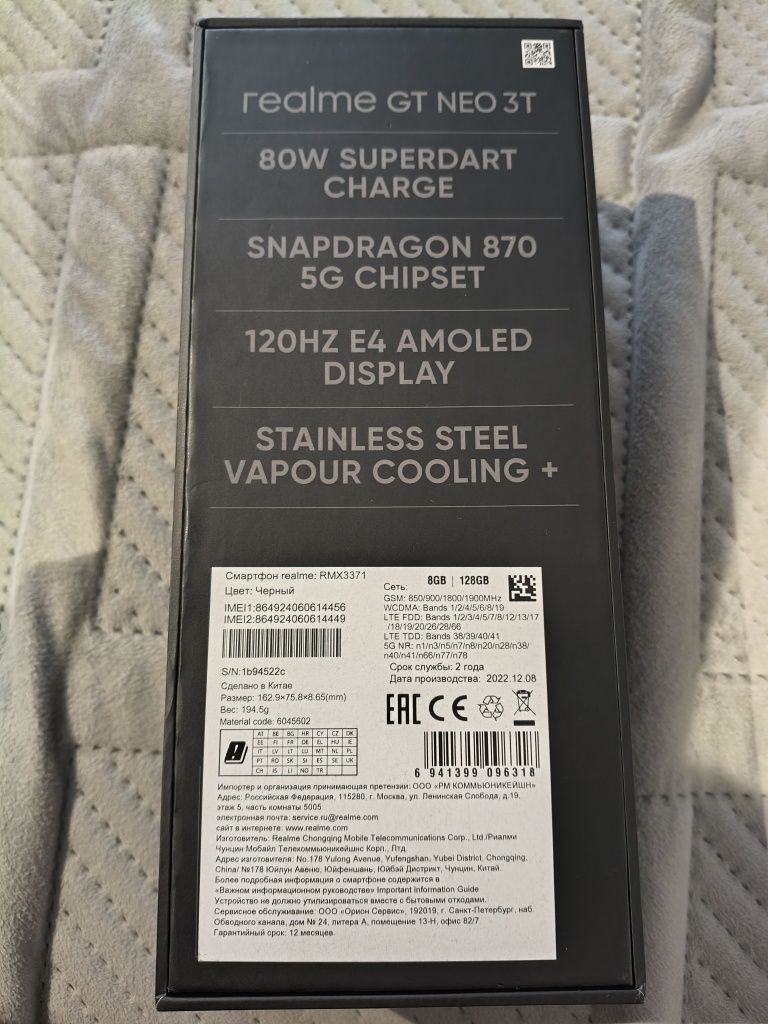 realme GT NEO 3T
80W SUPERDART
CHARGE
SNAPDRAGON 870
5G CHIPSET
120HZ E4 AMOLED
DISPLAY
STAINLESS STEEL
VAPOUR COOLING +
Смартфон realme: RMX3371
Цвет: Черный
IMEI1:864924060614456
IMEI2:864924060614449
S/N:1b94522c
Сделано в Китае
Размер: 162.9×75.8×8.65(mm)
Вес: 194.5g
Material code: 6045602
8GB | 128GB
Сеть:
GSM: 850/900/1800/1900MHz
WCDMA: Bands 1/2/4/5/6/8/19
LTE FDD: Bands 1/2/3/4/5/7/8/12/13/17
/18/19/20/26/28/66
LTE TDD: Bands 38/39/40/41
5G NR: n1/n3/n5/n7/n8/n20/n28/n38/
n40/n41/n66/n77/n78
Срок службы: 2 года
Дата производства: 2022.12.08
EAC CE
AT BE BG HR CY CZ DK
EE FI FR DE EL HU IE
IT LV LT LU MT NL PL
PT RO SK SI ES SE UK
CH IS LI NO TR
6 941399 096318
Импортер и организация принимающая претензии: ООО «РМ КОММЬЮНИКЕЙШН»
Адрес: Российская Федерация, 115280, г. Москва, ул. Ленинская Слобода, д.19,
этаж 5, часть комнаты 5005
электронная почта: service.ru@realme.com
сайт в интернете: www.realme.com
Изготовитель: Realme Chongqing Mobile Telecommunications Corp., Ltd./Риалми
Чунцин Мобайл Телекоммьюникейшнс Корп., Лтд.
Адрес изготовителя: No.178 Yulong Avenue, Yufengshan, Yubei District, Chongqing,
China/ №178 Юйлун Авеню, Юйфеньшань, Юйбэй Дистрикт, Чунцин, Китай.
Более подробная информация о смартфоне содержится в
«Важном информационном руководстве» Important Information Guide
Устройство не должно утилизироваться вместе с бытовыми отходами.
Сервисное обслуживание: ООО «Орион Сервис», 192019, г. Санкт-Петербург, наб.
Обводного канала, дом № 24, литера А, помещение 13-Н, офис 82/7
Гарантийный срок: 12 месяцев.